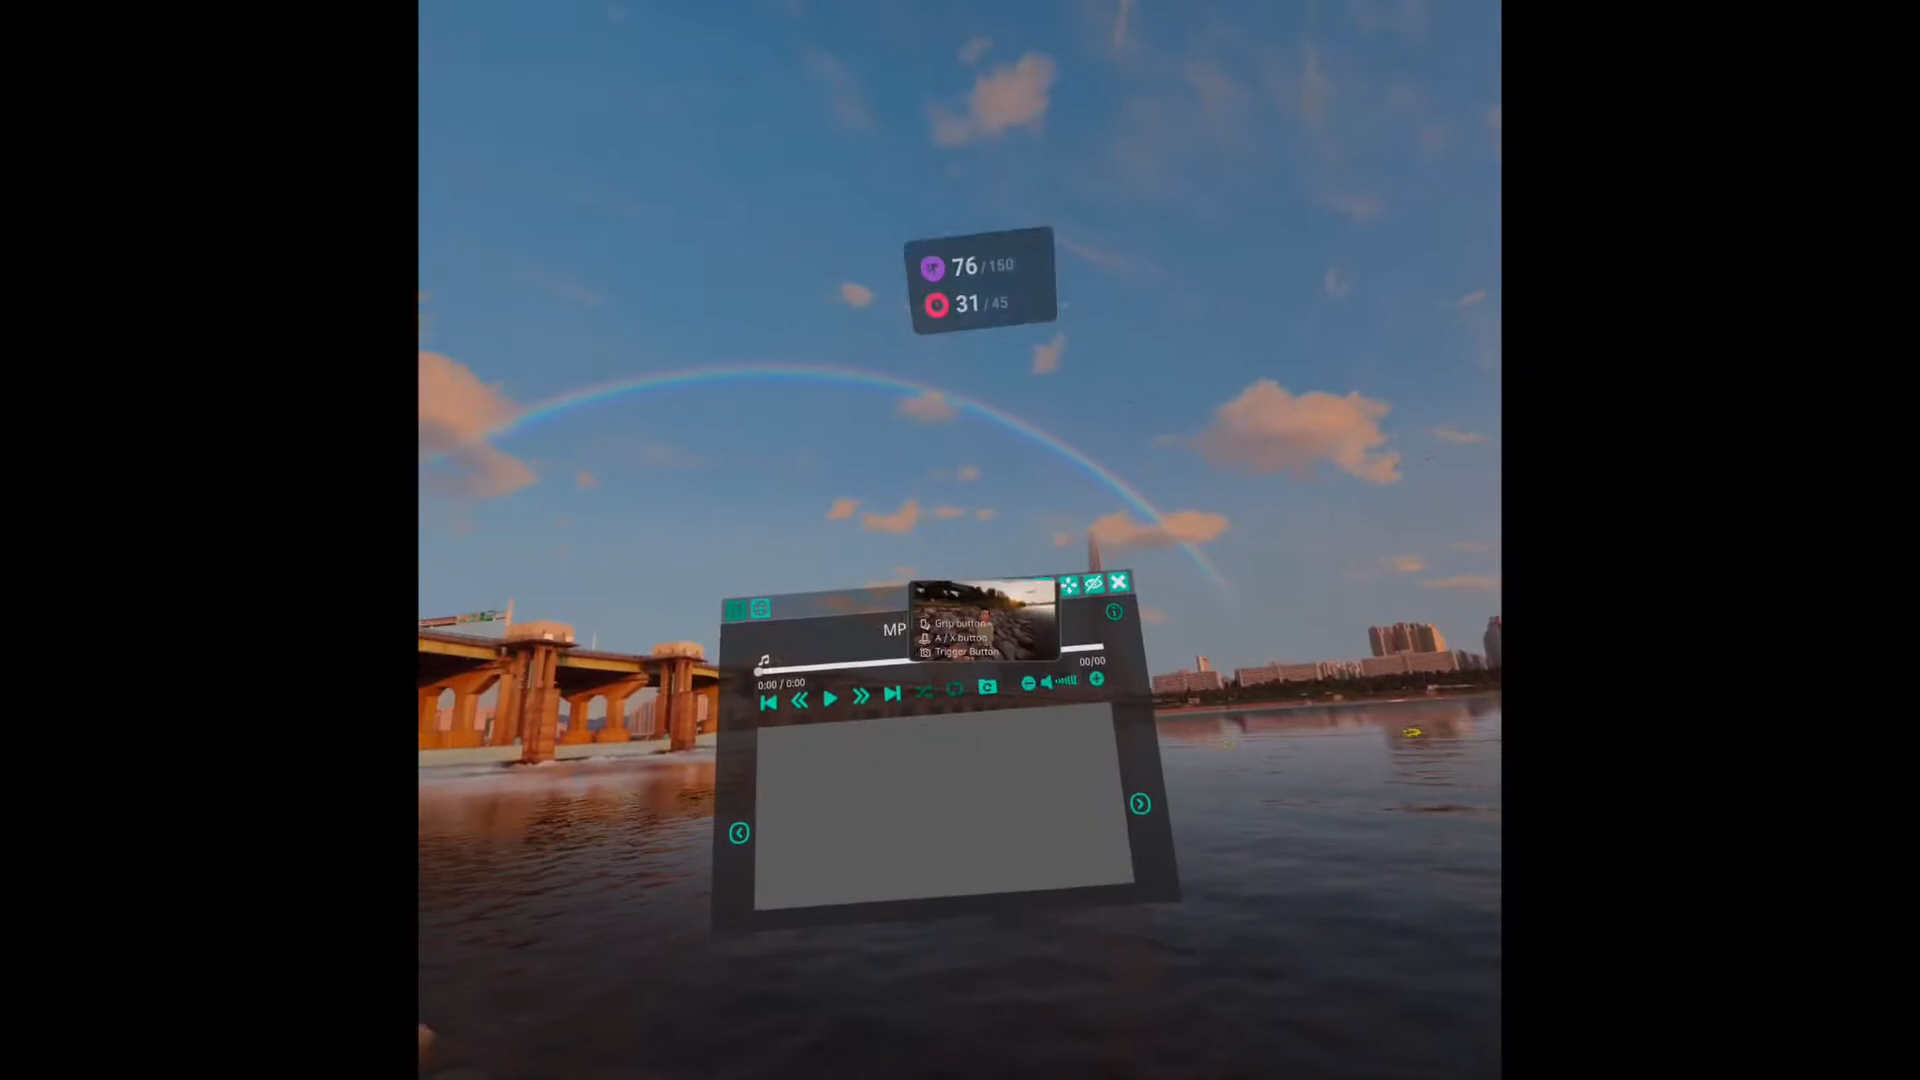 76 / 150
31 / 45
MP
Grip button
A / X button
Trigger Button
00/00
0:00 / 0:00